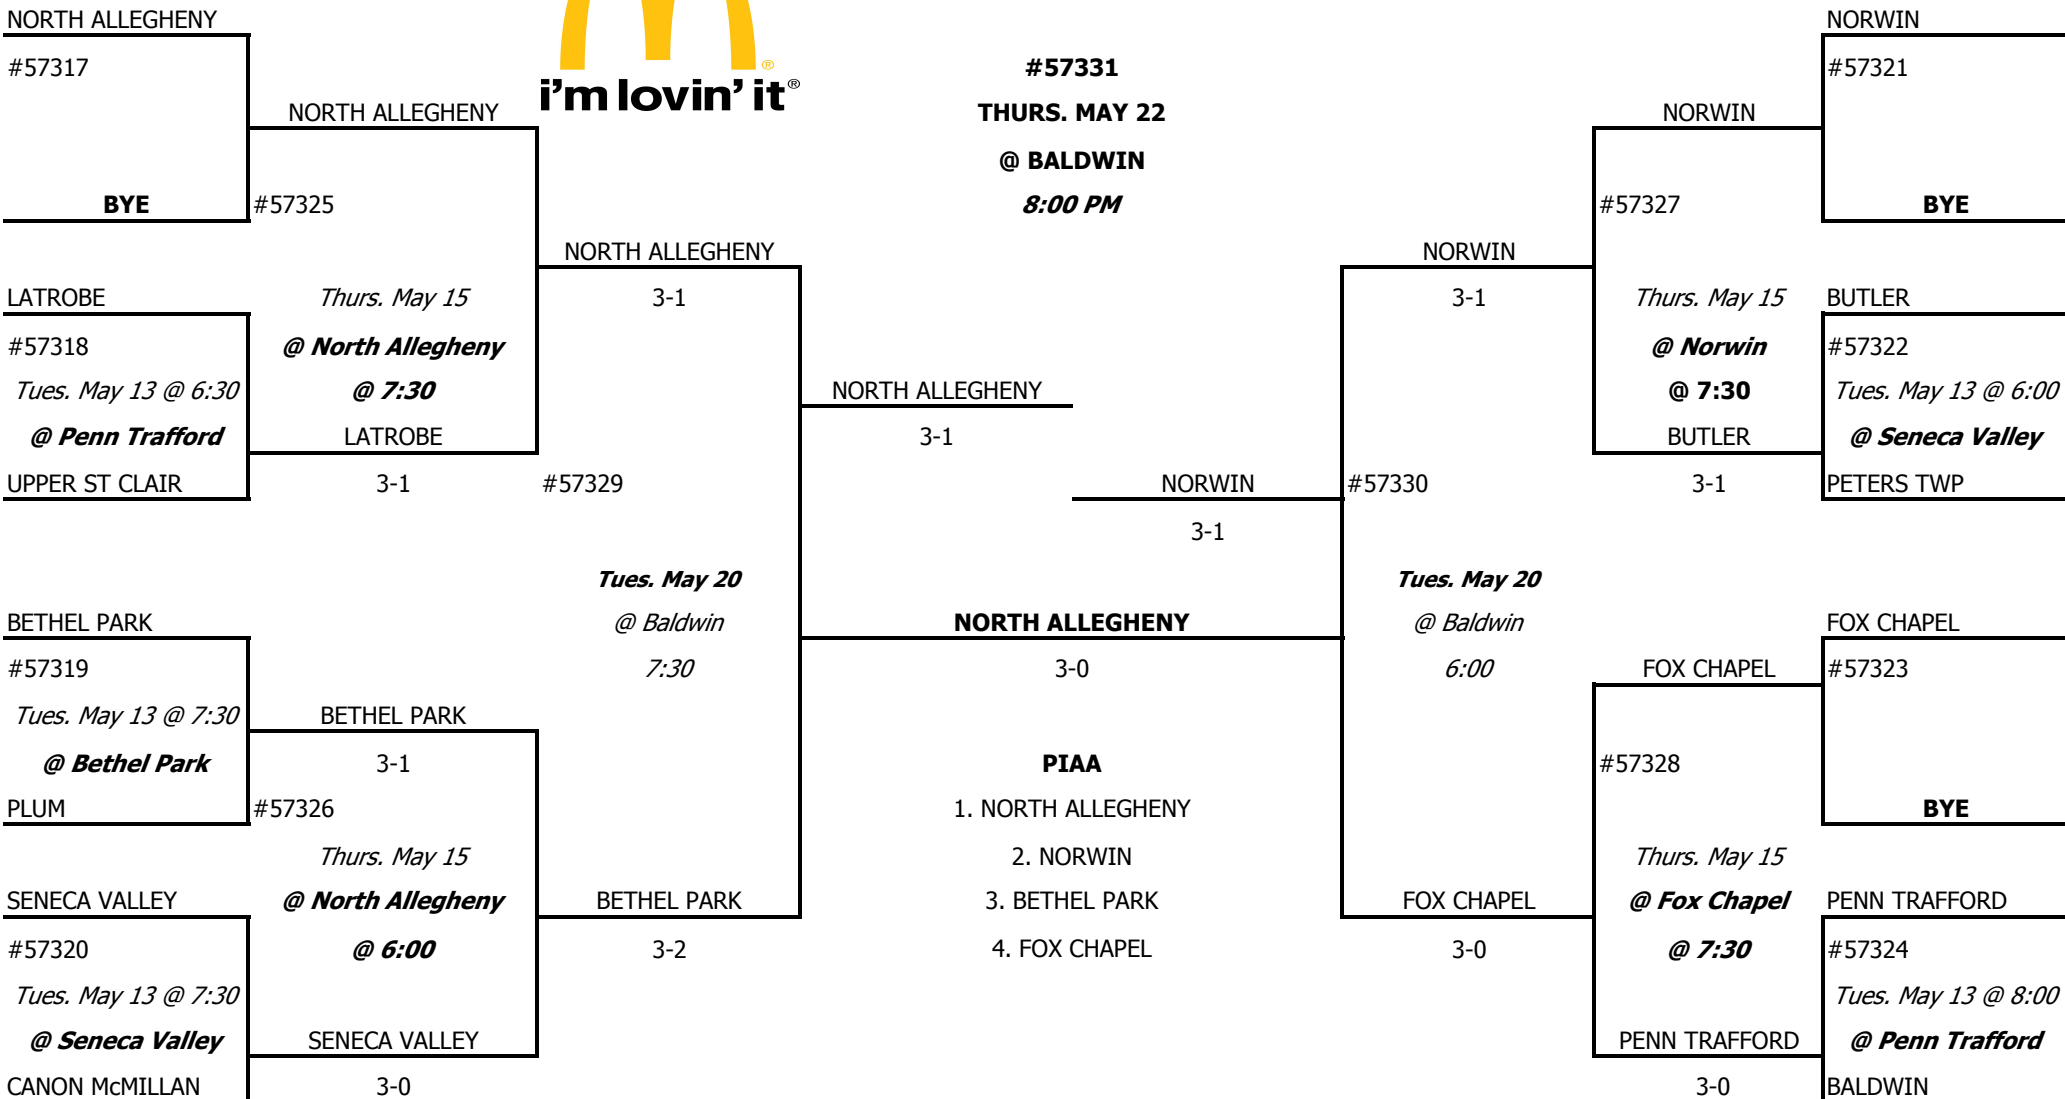 NORTH ALLEGHENY
#57317
BYE
LATROBE
#57318
Tues. May 13 @ 6:30
@ Penn Trafford
UPPER ST CLAIR
BETHEL PARK
#57319
Tues. May 13 @ 7:30
@ Bethel Park
PLUM
SENECA VALLEY
#57320
Tues. May 13 @ 7:30
@ Seneca Valley
CANON McMILLAN
NORTH ALLEGHENY
#57325
Thurs. May 15
@ North Allegheny
@ 7:30
LATROBE
3-1
BETHEL PARK
3-1
#57326
Thurs. May 15
@ North Allegheny
@ 6:00
SENECA VALLEY
3-0
i'm lovin' it®
®
NORTH ALLEGHENY
3-1
#57329
Tues. May 20
@ Baldwin
7:30
BETHEL PARK
3-2
#57331
THURS. MAY 22
@ BALDWIN
8:00 PM
NORTH ALLEGHENY
3-1
NORWIN
3-1
NORTH ALLEGHENY
3-0
PIAA
1. NORTH ALLEGHENY
2. NORWIN
3. BETHEL PARK
4. FOX CHAPEL
NORWIN
3-1
#57330
Tues. May 20
@ Baldwin
6:00
FOX CHAPEL
3-0
NORWIN
#57327
Thurs. May 15
@ Norwin
@ 7:30
BUTLER
3-1
FOX CHAPEL
#57328
Thurs. May 15
@ Fox Chapel
@ 7:30
PENN TRAFFORD
3-0
NORWIN
#57321
BYE
BUTLER
#57322
Tues. May 13 @ 6:00
@ Seneca Valley
PETERS TWP
FOX CHAPEL
#57323
BYE
PENN TRAFFORD
#57324
Tues. May 13 @ 8:00
@ Penn Trafford
BALDWIN